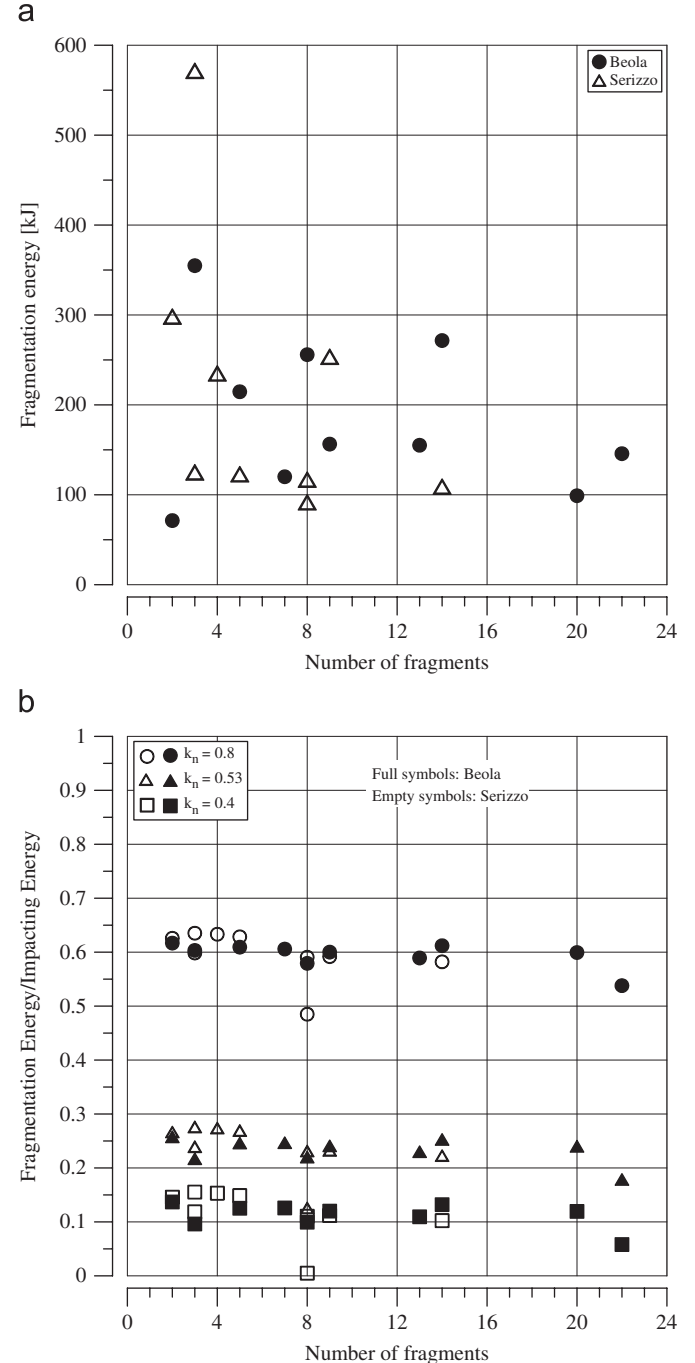 a
600
500
400
300
200
100
0
Fragmentation energy [kJ]
Beola
Serizzo
0 4 8 12 16 20 24
Number of fragments
b
1
0.9
0.8
0.7
0.6
0.5
0.4
0.3
0.2
0.1
0
Fragmentation Energy/Impacting Energy
kn = 0.8
kn = 0.53
kn = 0.4
Full symbols: Beola
Empty symbols: Serizzo
0 4 8 12 16 20 24
Number of fragments